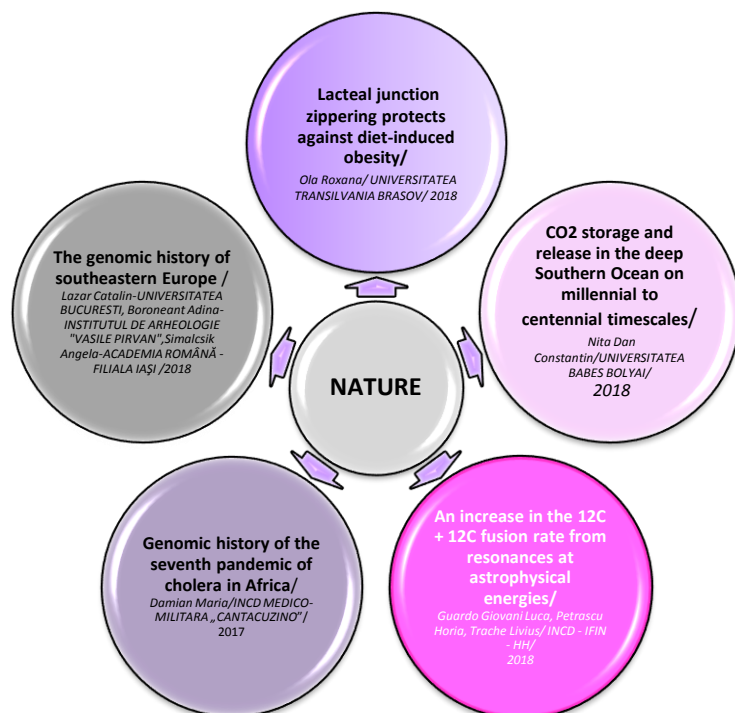 Lacteal junction
zippering protects
against diet-induced
obesity/
Ola Roxana/ UNIVERSITATEA
TRANSILVANIA BRASOV/ 2018
CO2 storage and
release in the deep
Southern Ocean on
millennial to
centennial timescales/
Nita Dan
Constantin/UNIVERSITATEA
BABES BOLYAI/
2018
An increase in the 12C
+ 12C fusion rate from
resonances at
astrophysical
energies/
Guardo Giovani Luca, Petrascu
Horia, Trache Livius/ INCD - IFIN
- HH/
2018
Genomic history of the
seventh pandemic of
cholera in Africa/
Damian Maria/INCD MEDICO-
MILITARA „CANTACUZINO"/
2017
The genomic history of
southeastern Europe /
Lazar Catalin-UNIVERSITATEA
BUCURESTI, Boroneant Adina-
INSTITUTUL DE ARHEOLOGIE
"VASILE PIRVAN",Simalcsik
Angela-ACADEMIA ROMÂNĂ -
FILIALA IAŞI /2018
NATURE